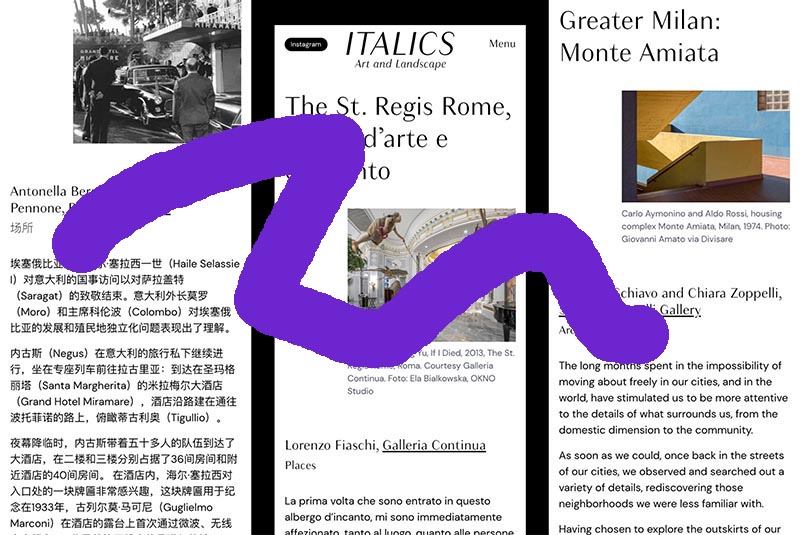 GRAND HOTEL
Antonella
Pennone,
场所
塞拉西一世（Haile Selassie
I）对意大利的国事访问以对萨拉盖特
（Saragat）的致敬结束。意大利外长莫罗
（Moro）和主席科伦波（Colombo）对埃塞俄
比亚的发展和殖民地独立化问题表现出了理解。
内古斯（Negus）在意大利的旅行私下继续进
行，坐在专座列车前往拉古里亚：到达在圣玛格
丽塔（Santa Margherita）的米拉梅尔大酒店
（Grand Hotel Miramare），酒店沿路建在通往
波托菲诺的路上，俯瞰蒂古利奥（Tigullio）。
夜幕降临时，内古斯带着五十多人的队伍到达了
大酒店，在二楼和三楼分别占据了36间房间和附
近酒店的40间房间。 在酒店内，海尔·塞拉西对
入口处的一块牌匾非常感兴趣，这块牌匾用于纪
念在1933年，古列尔莫·马可尼（Guglielmo
Marconi）在酒店的露台上首次通过微波、无线
Instagram
ITALICS
Art and Landscape
Menu
The St. Regis Rome,
d'arte e
Yu, If I Died, 2013, The St.
Roma. Courtesy Galleria
Continua. Foto: Ela Bialkowska, OKNO
Studio
Lorenzo Fiaschi, Galleria Continua
Places
La prima volta che sono entrato in questo
albergo d'incanto, mi sono immediatamente
affezionato, tanto al luogo, quanto alle persone
Greater Milan:
Monte Amiata
Carlo Aymonino and Aldo Rossi, housing
complex Monte Amiata, Milan, 1974. Photo:
Giovanni Amato via Divisare
Schiavo and Chiara Zoppelli,
Gallery
The long months spent in the impossibility of
moving about freely in our cities, and in the
world, have stimulated us to be more attentive
to the details of what surrounds us, from the
domestic dimension to the community.
As soon as we could, once back in the streets
of our cities, we observed and searched out a
variety of details, rediscovering those
neighborhoods we were less familiar with.
Having chosen to explore the outskirts of our